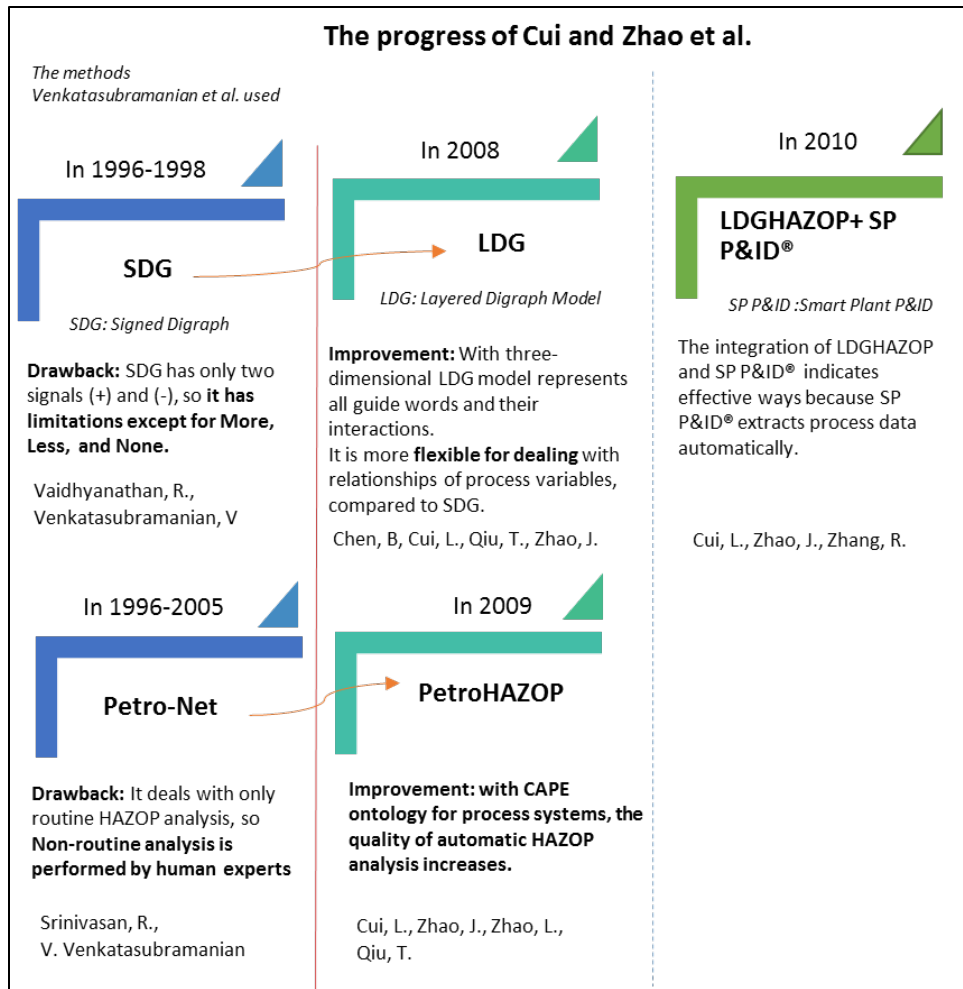 The progress of Cui and Zhao et al.
The methods
Venkatasubramanian et al. used
In 1996-1998
SDG
SDG: Signed Digraph
Drawback: SDG has only two
signals (+) and (-), so it has
limitations except for More,
Less, and None.
Vaidhyanathan, R.,
Venkatasubramanian, V
In 2008
LDG
LDG: Layered Digraph Model
Improvement: With three-
dimensional LDG model represents
all guide words and their
interactions.
It is more flexible for dealing with
relationships of process variables,
compared to SDG.
Chen, B, Cui, L., Qiu, T., Zhao, J.
In 2010
LDGHAZOP+ SP
P&ID®
SP P&ID :Smart Plant P&ID
The integration of LDGHAZOP
and SP P&ID® indicates
effective ways because SP
P&ID® extracts process data
automatically.
Cui, L., Zhao, J., Zhang, R.
In 1996-2005
Petro-Net
Drawback: It deals with only
routine HAZOP analysis, so
Non-routine analysis is
performed by human experts
Srinivasan, R.,
V. Venkatasubramanian
In 2009
PetroHAZOP
Improvement: with CAPE
ontology for process systems, the
quality of automatic HAZOP
analysis increases.
Cui, L., Zhao, J., Zhao, L.,
Qiu, T.